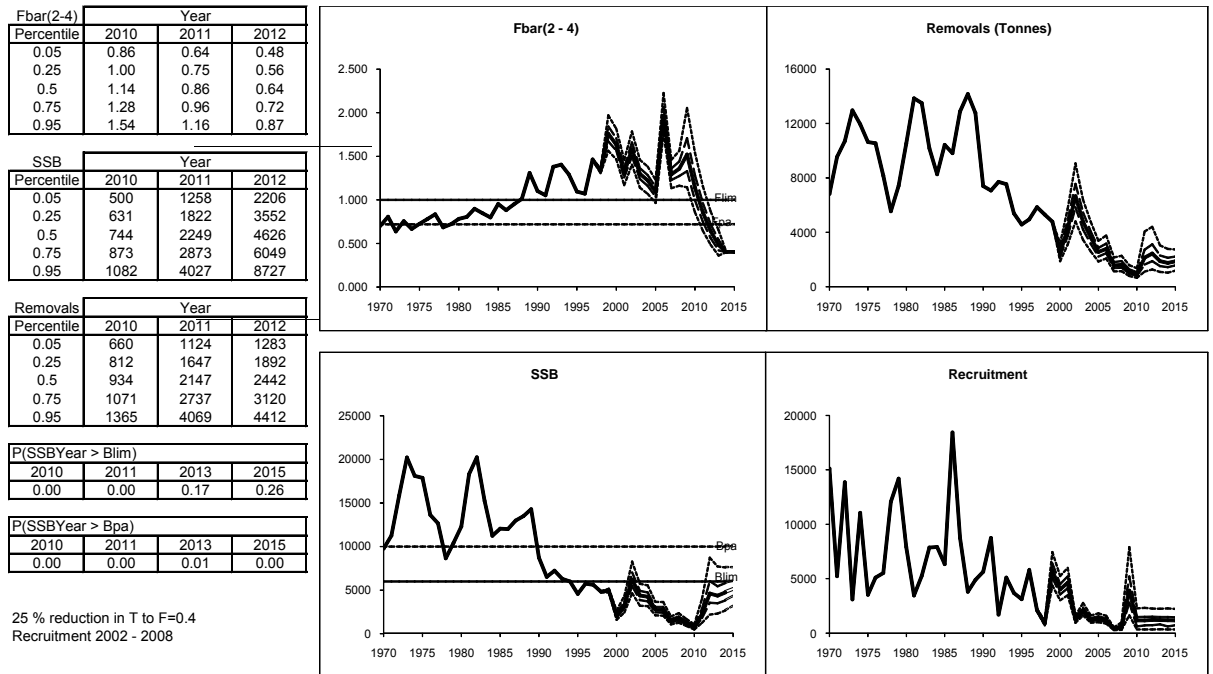 Fbar(2-4) Year
Percentile 2010 2011 2012
0.05 0.86 0.64 0.48
0.25 1.00 0.75 0.56
0.5 1.14 0.86 0.64
0.75 1.28 0.96 0.72
0.95 1.54 1.16 0.87
SSB Year
Percentile 2010 2011 2012
0.05 500 1258 2206
0.25 631 1822 3552
0.5 744 2249 4626
0.75 873 2873 6049
0.95 1082 4027 8727
Removals Year
Percentile 2010 2011 2012
0.05 660 1124 1283
0.25 812 1647 1892
0.5 934 2147 2442
0.75 1071 2737 3120
0.95 1365 4069 4412
P(SSBYear > Blim)
2010 2011 2013 2015
0.00 0.00 0.17 0.26
P(SSBYear > Bpa)
2010 2011 2013 2015
0.00 0.00 0.01 0.00
25 % reduction in T to F=0.4
Recruitment 2002 - 2008
Fbar(2 - 4)
2.500
2.000
1.500
1.000
0.500
0.000
Flim
Fpa
1970 1975 1980 1985 1990 1995 2000 2005 2010 2015
Removals (Tonnes)
16000
12000
8000
4000
0
1970 1975 1980 1985 1990 1995 2000 2005 2010 2015
SSB
25000
20000
15000
10000
5000
0
Bpa
Blim
1970 1975 1980 1985 1990 1995 2000 2005 2010 2015
Recruitment
20000
15000
10000
5000
0
1970 1975 1980 1985 1990 1995 2000 2005 2010 2015